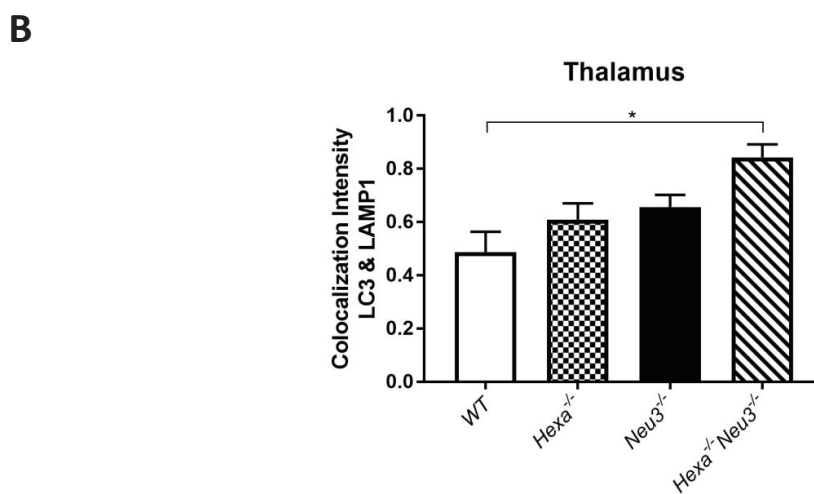 B
Thalamus
Colocalization Intensity
LC3 & LAMP1
1.0
0.8
0.6
0.4
0.2
0.0
*
WT
Hexa-/-
Neu3-/-
Hexa-/-Neu3-/-